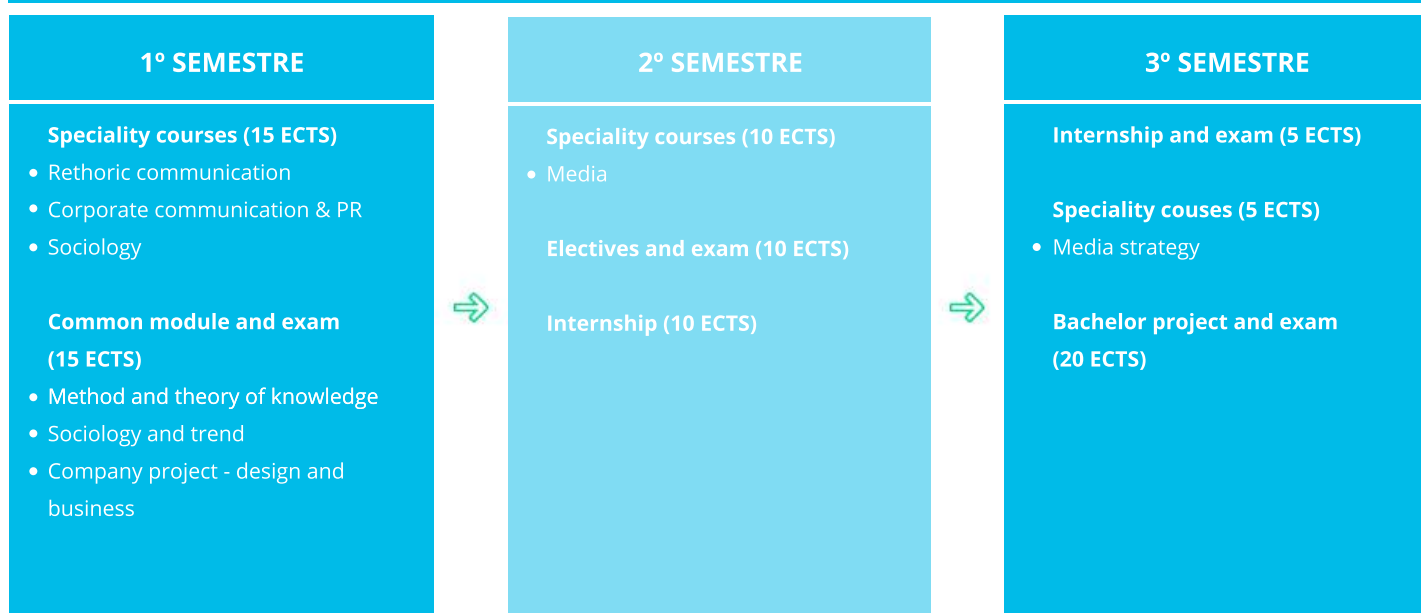 1º SEMESTRE
Speciality courses (15 ECTS)
• Rethoric communication
• Corporate communication & PR
• Sociology
Common module and exam
(15 ECTS)
• Method and theory of knowledge
• Sociology and trend
• Company project - design and
business
2º SEMESTRE
Speciality courses (10 ECTS)
• Media
Electives and exam (10 ECTS)
Internship (10 ECTS)
3º SEMESTRE
Internship and exam (5 ECTS)
Speciality couses (5 ECTS)
• Media strategy
Bachelor project and exam
(20 ECTS)